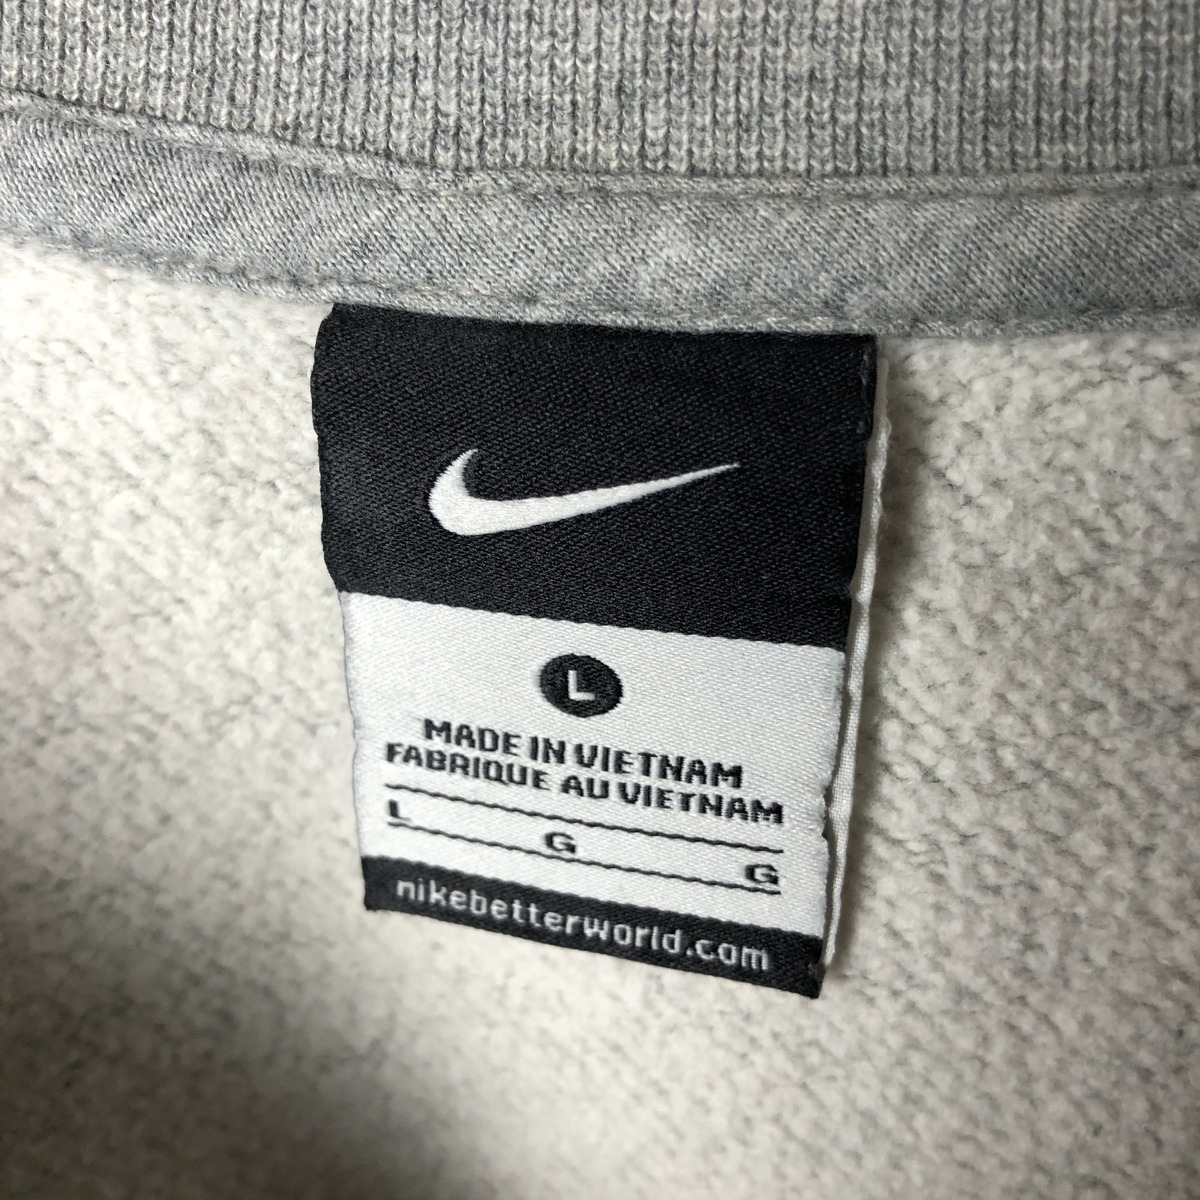 L
MADE IN VIETNAM
FABRIQUE AU VIETNAM
L G G
nikebetterworld.com